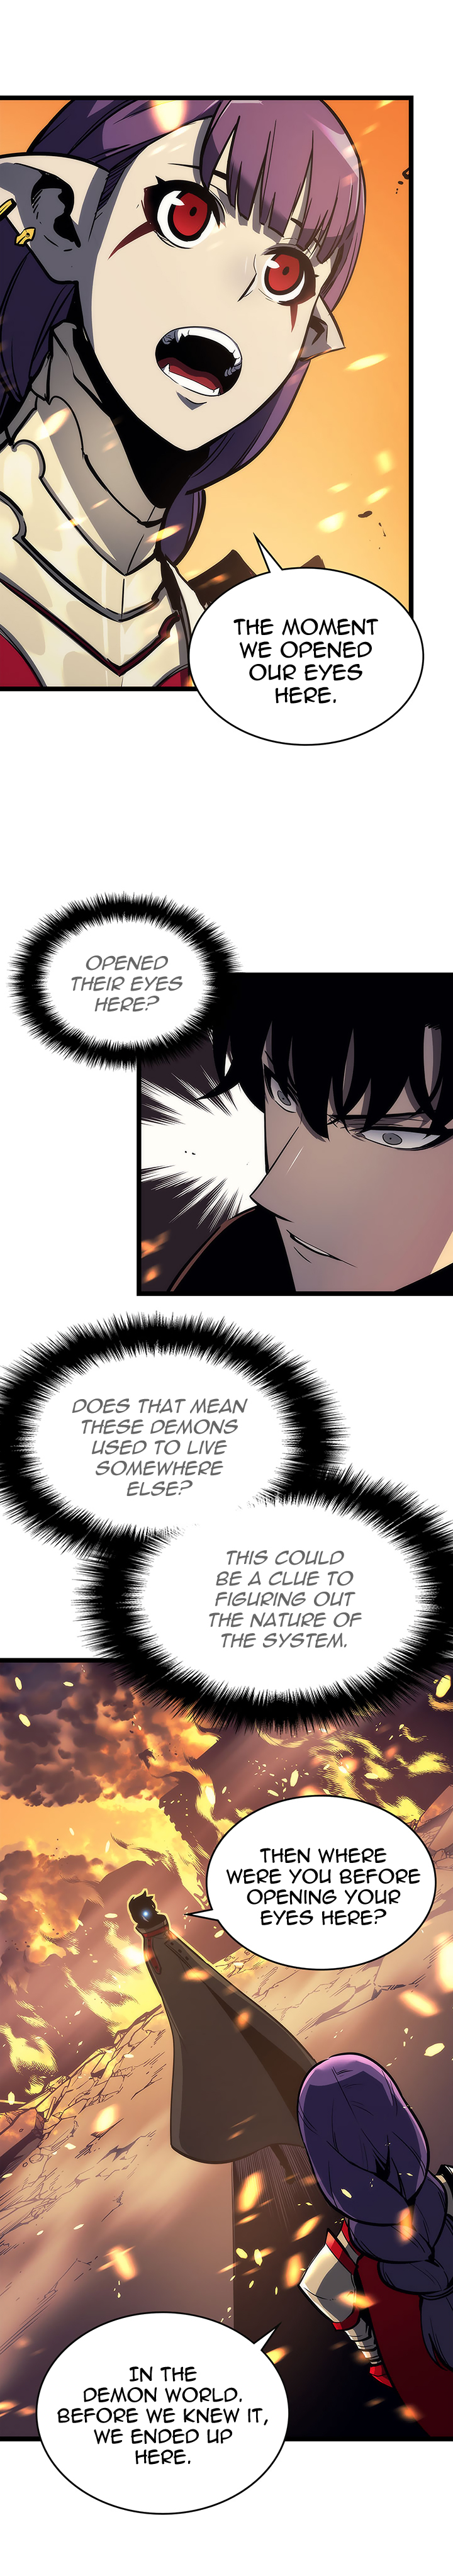 THE MOMENT
WE OPENED
OUR EYES
HERE.
OPENED
THEIR EYES
HERE?
DOES THAT MEAN
THESE DEMONS
USED TO LIVE
SOMEWHERE
ELSE?
THIS COULD
BE A CLUE TO
FIGURING OUT
THE NATURE OF
THE SYSTEM.
THEN WHERE
WERE YOU BEFORE
OPENING YOUR
EYES HERE?
IN THE
DEMON WORLD.
BEFORE WE KNEW IT,
WE ENDED UP
HERE.